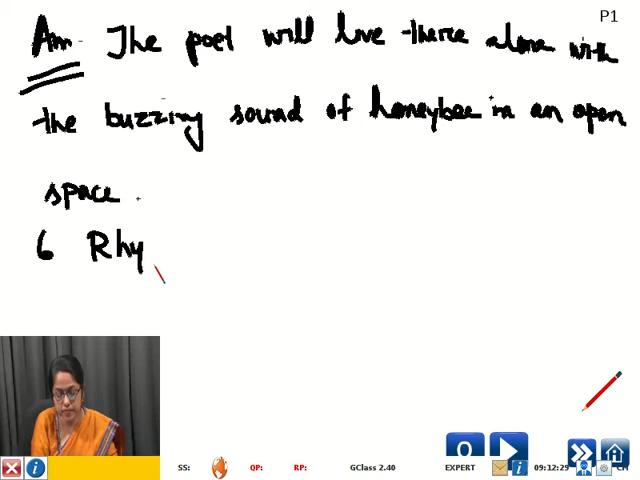 P1
Ans- The poet will live there alone with
the buzzing sound of honeybee in an open
space.
6 Rhy
SS: QP: RP: GClass 2.40 EXPERT 09:12:29